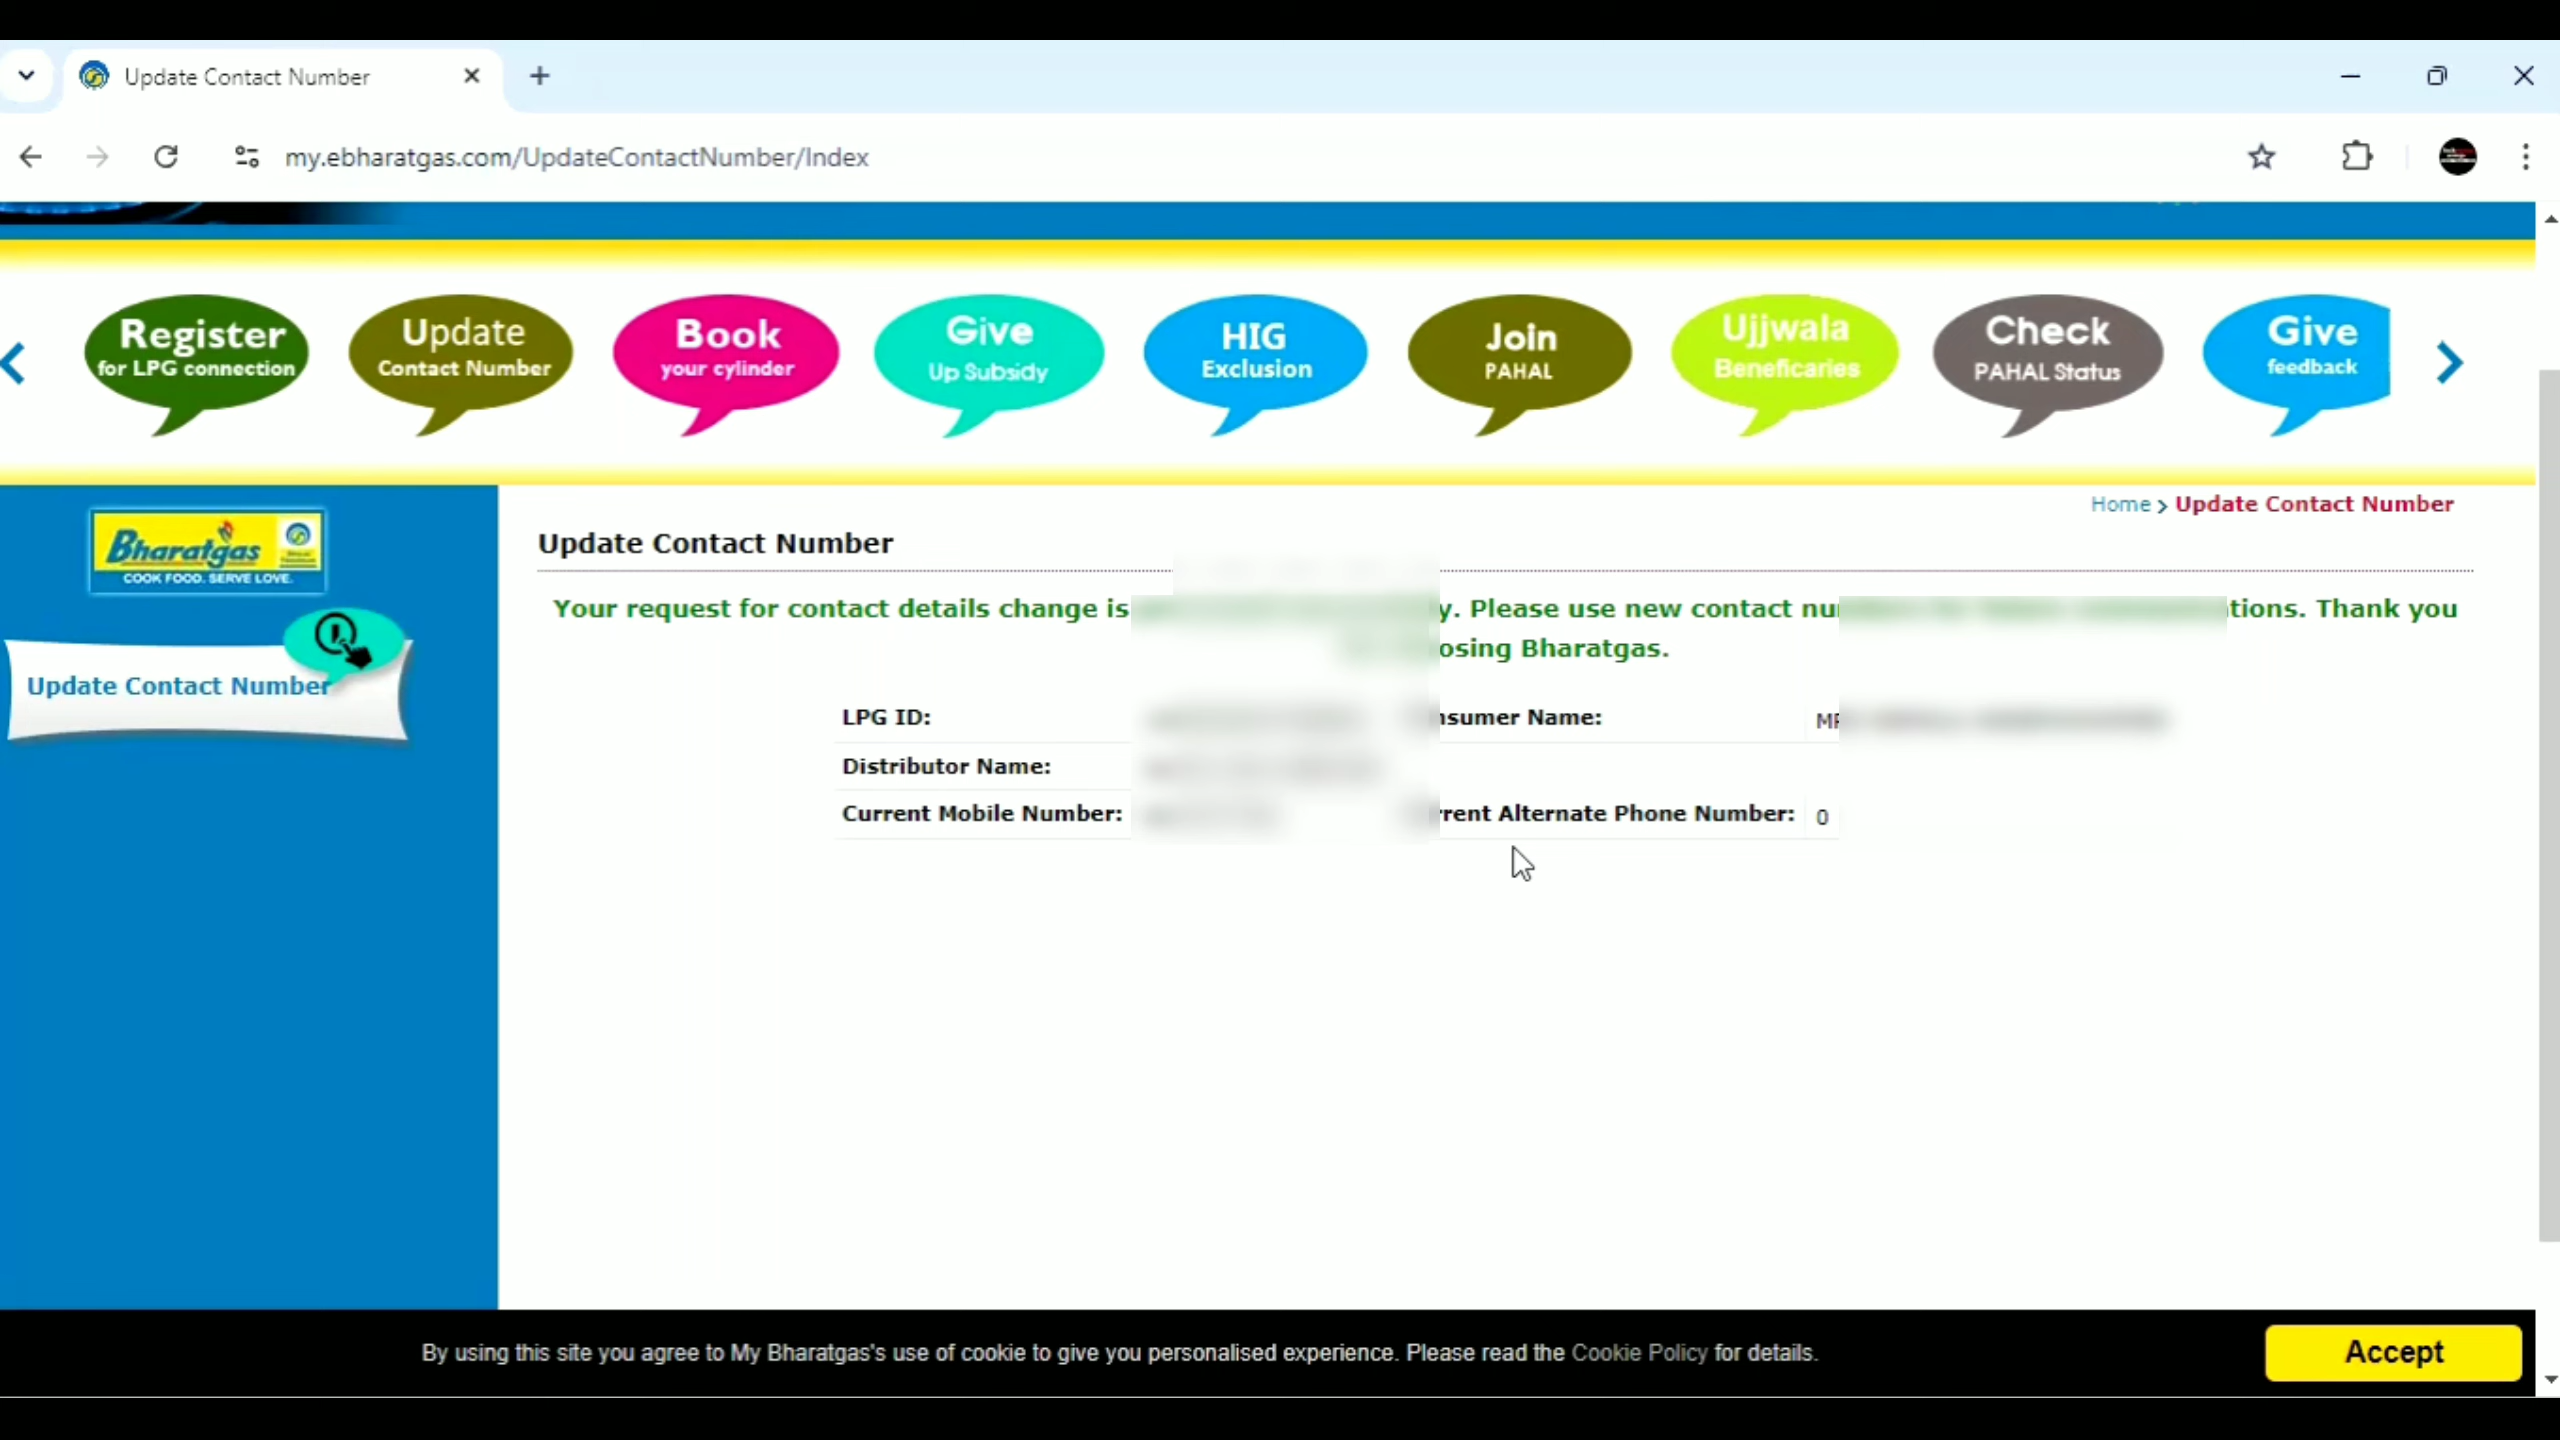 Update Contact Number
my.ebharatgas.com/UpdateContactNumber/Index
Register
for LPG connection
Update
Contact Number
Book
your cylinder
Give
Up Subsidy
HIG
Exclusion
Join
PAHAL
Ujjwala
Beneficaries
Check
PAHAL Status
Give
feedback
Bharatgas
COOK FOOD. SERVE LOVE.
Update Contact Number
Home > Update Contact Number
Update Contact Number
Your request for contact details change is y. Please use new contact tions. Thank you
osing Bharatgas.
LPG ID: nsumer Name:
Distributor Name:
Current Mobile Number: rent Alternate Phone Number: 0
By using this site you agree to My Bharatgas's use of cookie to give you personalised experience. Please read the Cookie Policy for details.
Accept